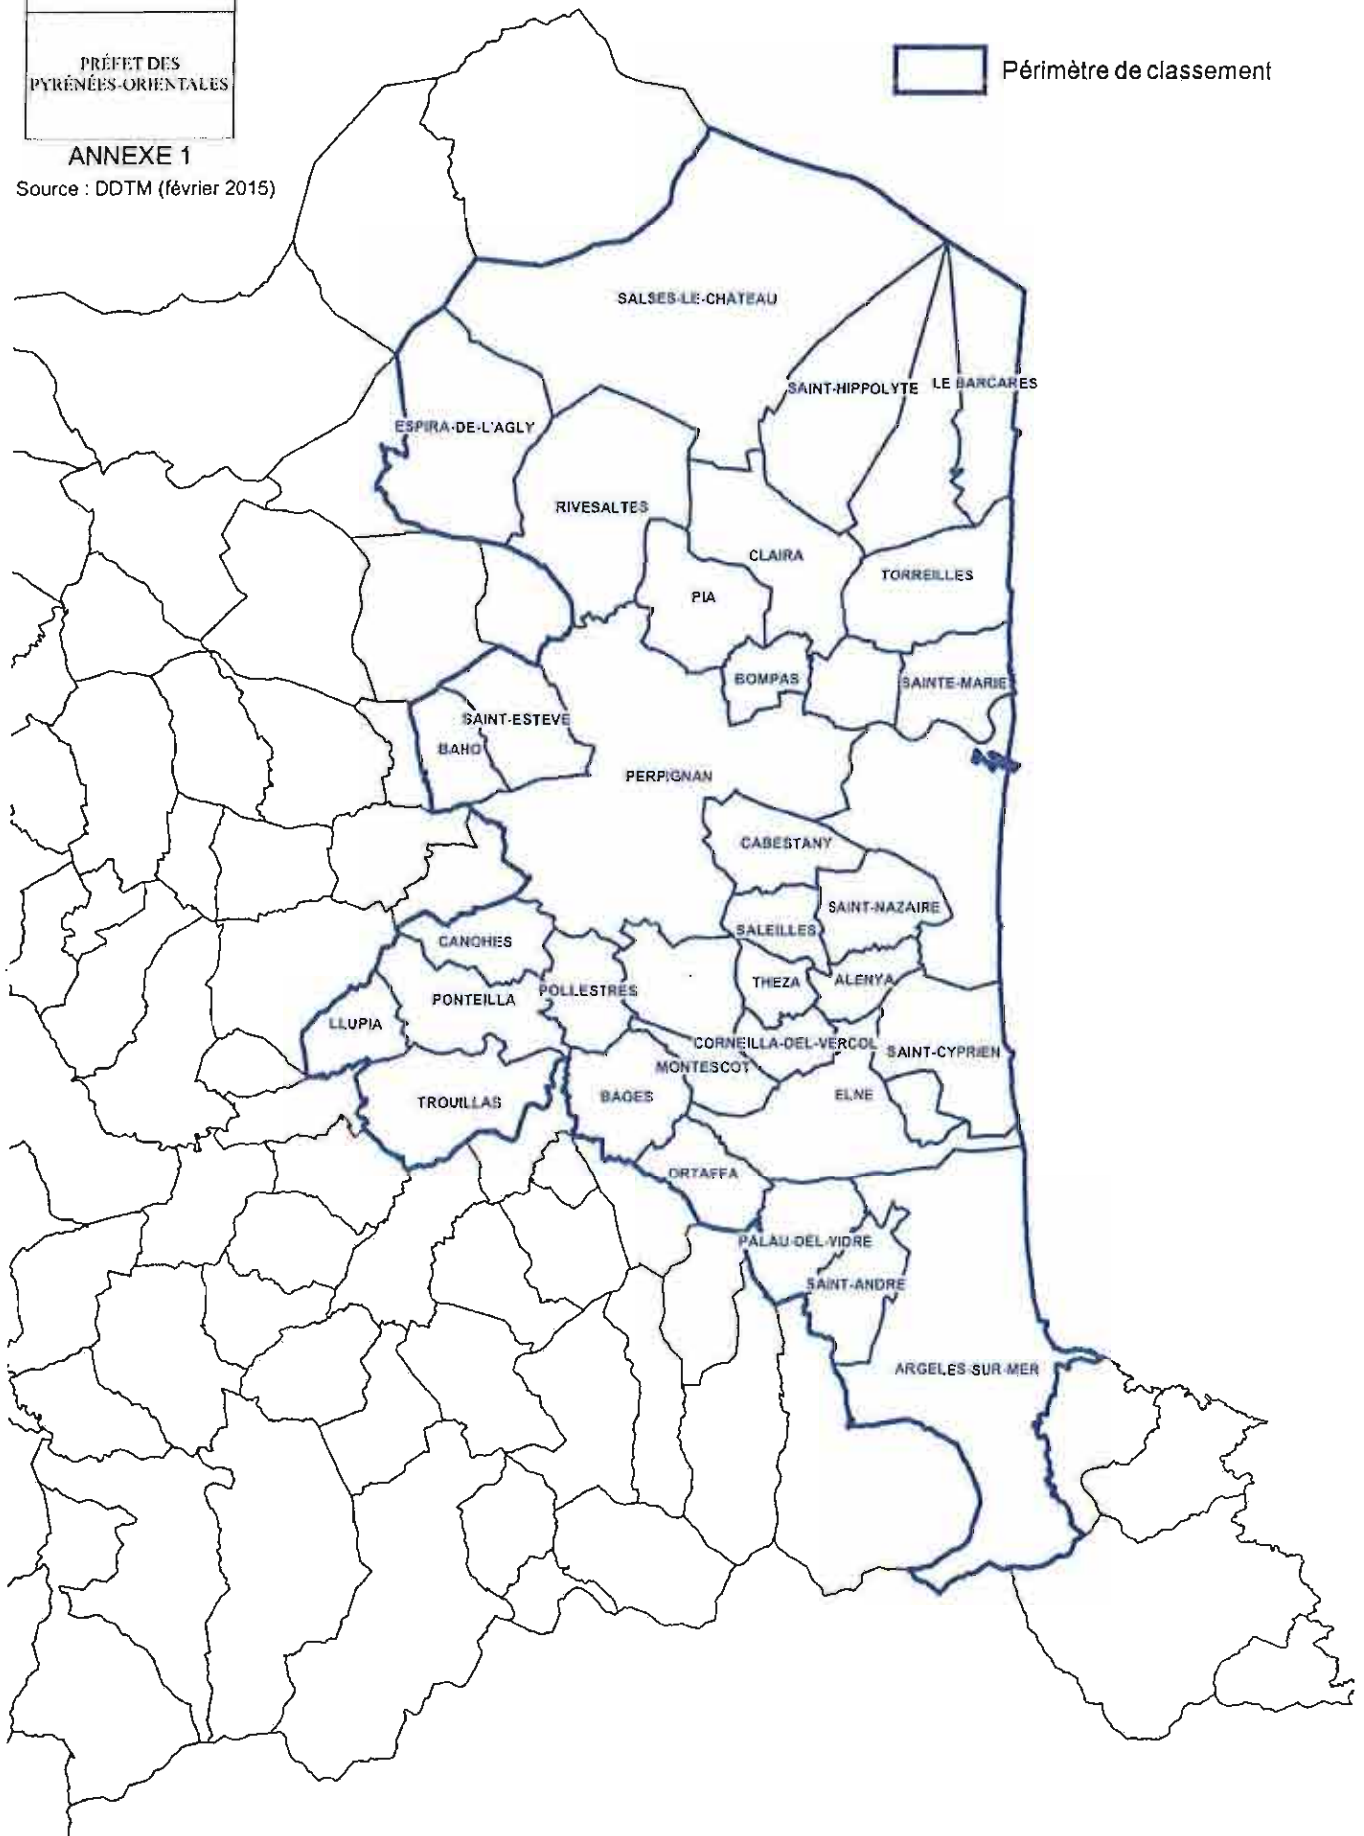 PRÉFET DES
PYRÉNÉES-ORIENTALES
ANNEXE 1
Source : DDTM (février 2015)
Périmètre de classement
SALSES-LE-CHATEAU
SAINT-HIPPOLYTE
LE BARCARES
ESPIRA-DE-L'AGLY
RIVESALTES
CLAIRA
TORREILLES
PIA
BOMPAS
SAINTE-MARIE
SAINT-ESTEVE
BAHO
PERPIGNAN
CABESTANY
SAINT-NAZAIRE
SALEILLES
CANOHES
THEZA
ALENYA
POLLESTRES
PONTEILLA
LLUPIA
CORNEILLA-DEL-VERCOL
SAINT-CYPRIEN
MONTESCOT
BAGES
ELNE
TROUILLAS
ORTAFFA
PALAU-DEL-VIDRE
SAINT-ANDRE
ARGELES-SUR-MER